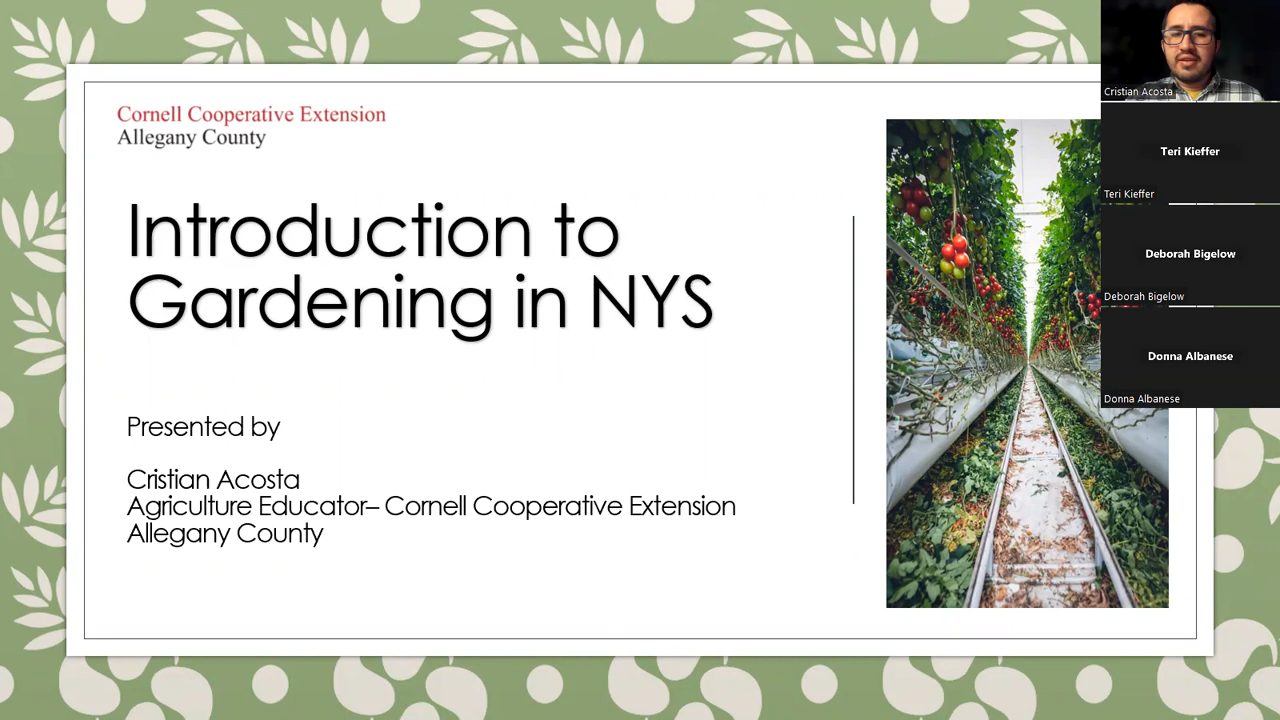 Cornell Cooperative Extension
Allegany County
Introduction to
Gardening in NYS
Presented by
Cristian Acosta
Agriculture Educator– Cornell Cooperative Extension
Allegany County
Cristian Acosta
Teri Kieffer
Teri Kieffer
Deborah Bigelow
Deborah Bigelow
Donna Albanese
Donna Albanese